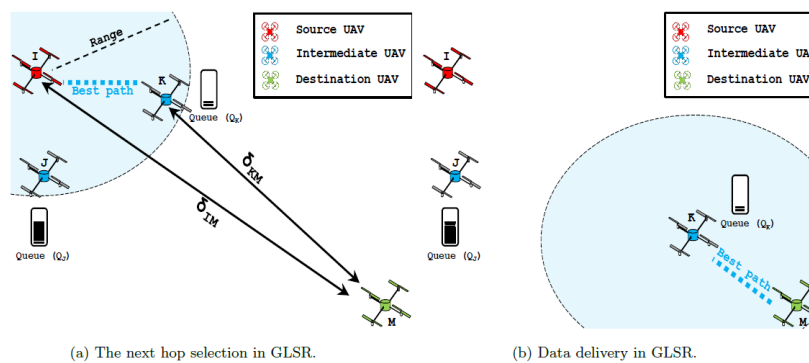 I
Range
K
Best path
Queue (Q_K)
J
Queue (Q_J)
δ_KM
δ_IM
M
Source UAV
Intermediate UAV
Destination UAV
(a) The next hop selection in GLSR.
I
J
Queue (Q_J)
Source UAV
Intermediate UAV
Destination UAV
K
Queue (Q_K)
Best path
M
(b) Data delivery in GLSR.